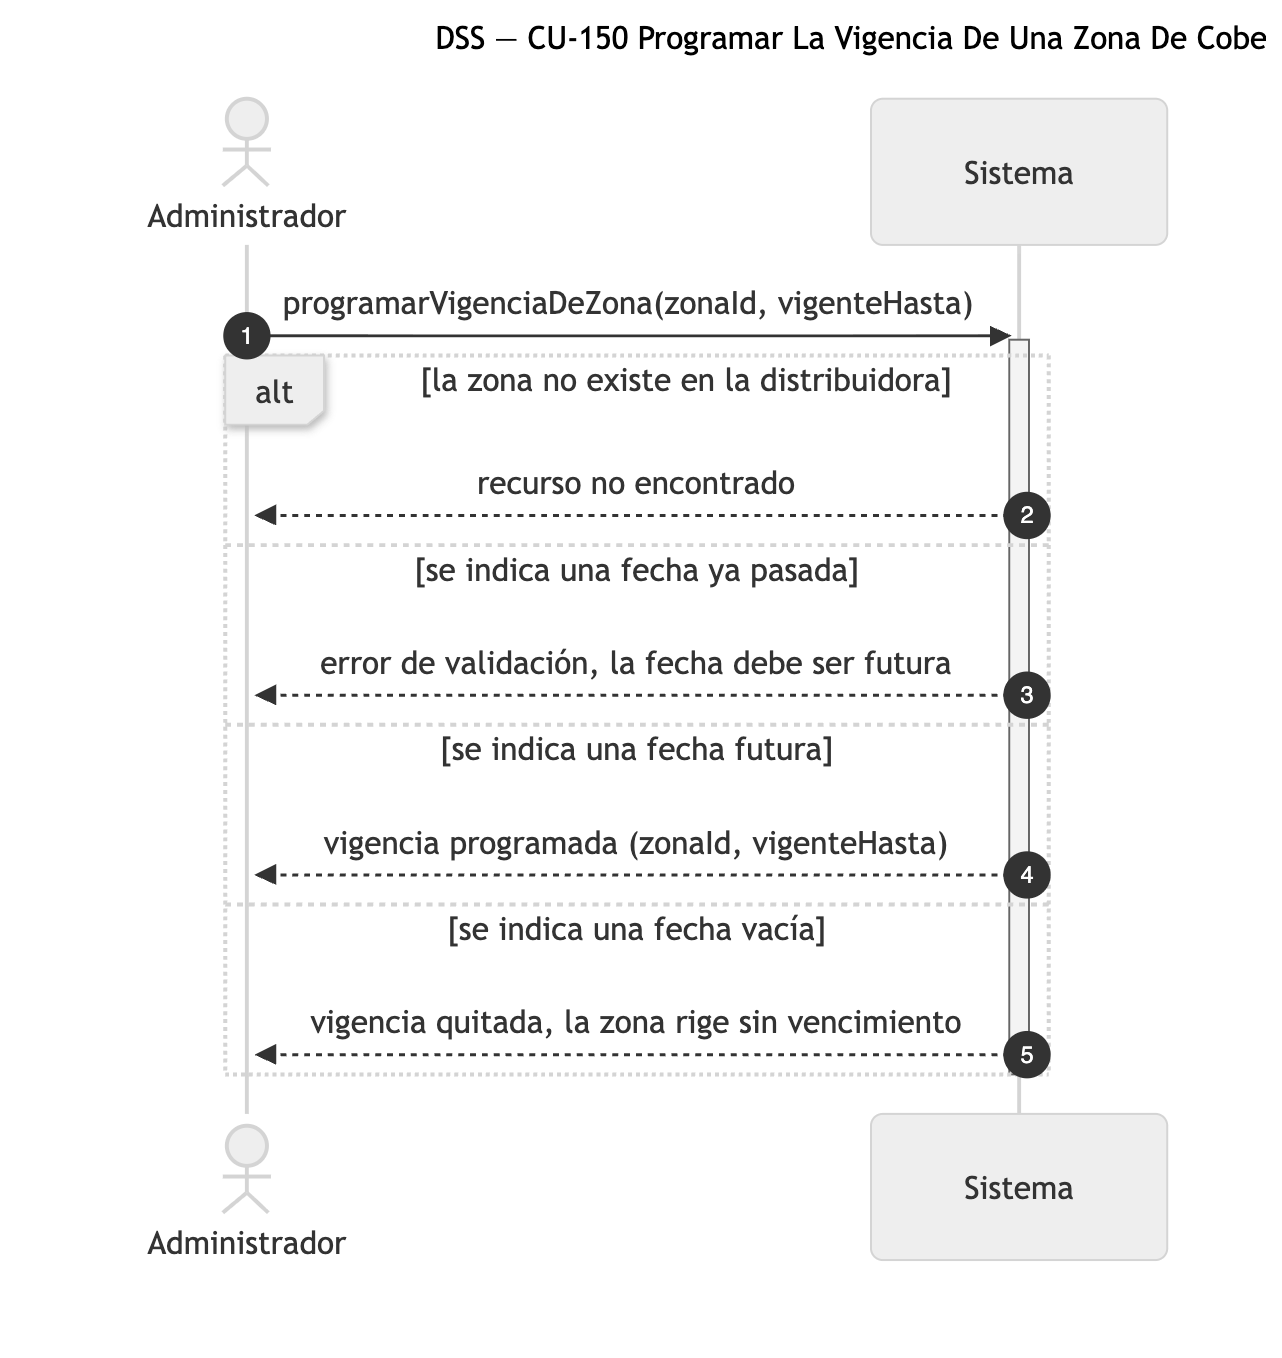 DSS — CU-150 Programar La Vigencia De Una Zona De Cobe
Administrador
Sistema
programarVigenciaDeZona(zonaId, vigenteHasta)
1
alt
[la zona no existe en la distribuidora]
recurso no encontrado
2
[se indica una fecha ya pasada]
error de validación, la fecha debe ser futura
3
[se indica una fecha futura]
vigencia programada (zonaId, vigenteHasta)
4
[se indica una fecha vacía]
vigencia quitada, la zona rige sin vencimiento
5
Administrador
Sistema